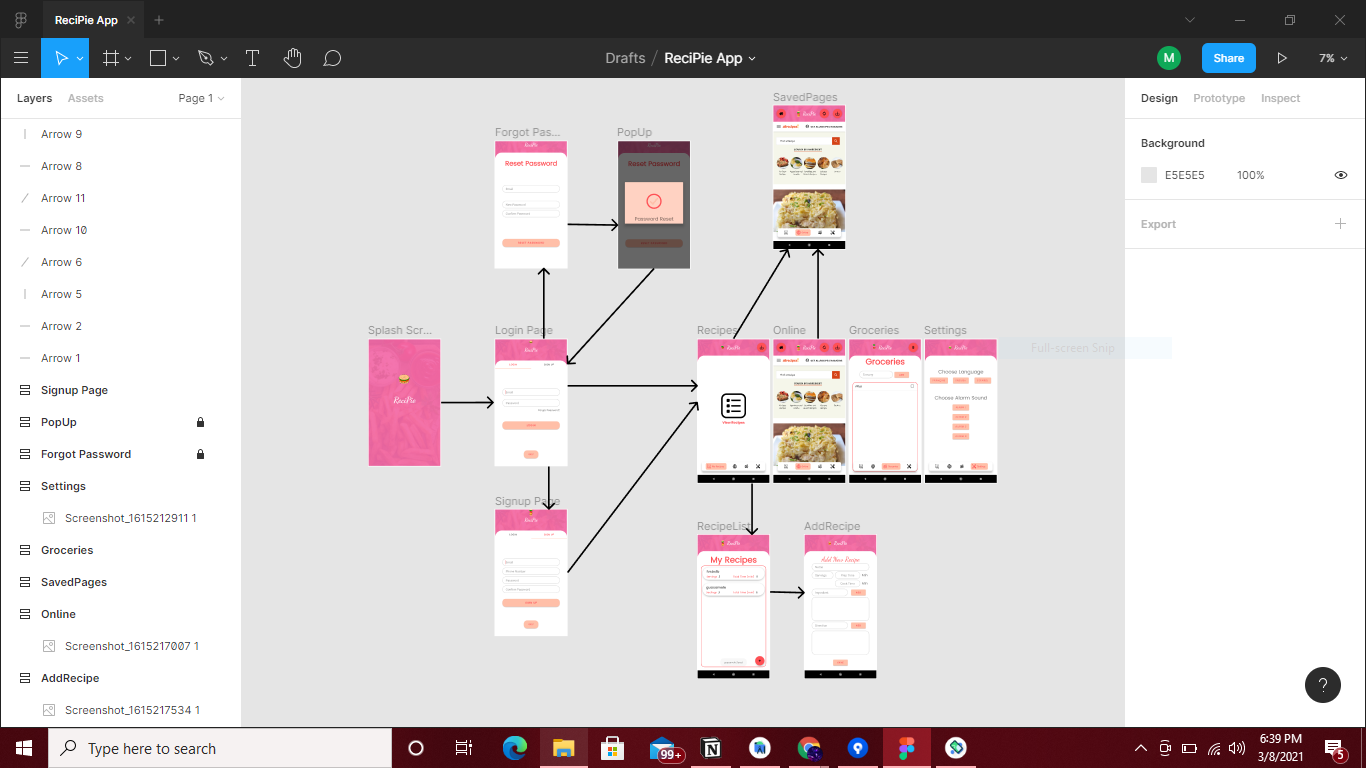 ReciPie App
Drafts / ReciPie App
M
Share
7%
Layers
Assets
Page 1
Arrow 9
Arrow 8
Arrow 11
Arrow 10
Arrow 6
Arrow 5
Arrow 2
Arrow 1
Signup Page
PopUp
Forgot Password
Settings
Screenshot_1615212911 1
Groceries
SavedPages
Online
Screenshot_1615217007 1
AddRecipe
Screenshot_1615217534 1
SavedPages
Forgot Pas...
PopUp
Reset Password
Reset Password
Password Reset
Splash Scr...
Login Page
Recipes
Online
Groceries
Settings
ReciPie
View Recipes
Groceries
Choose Language
Choose Alarm Sound
Signup Page
RecipeList
AddRecipe
My Recipes
Add New Recipe
Full-screen Snip
Design
Prototype
Inspect
Background
E5E5E5
100%
Export
?
Type here to search
99+
6:39 PM
3/8/2021
5